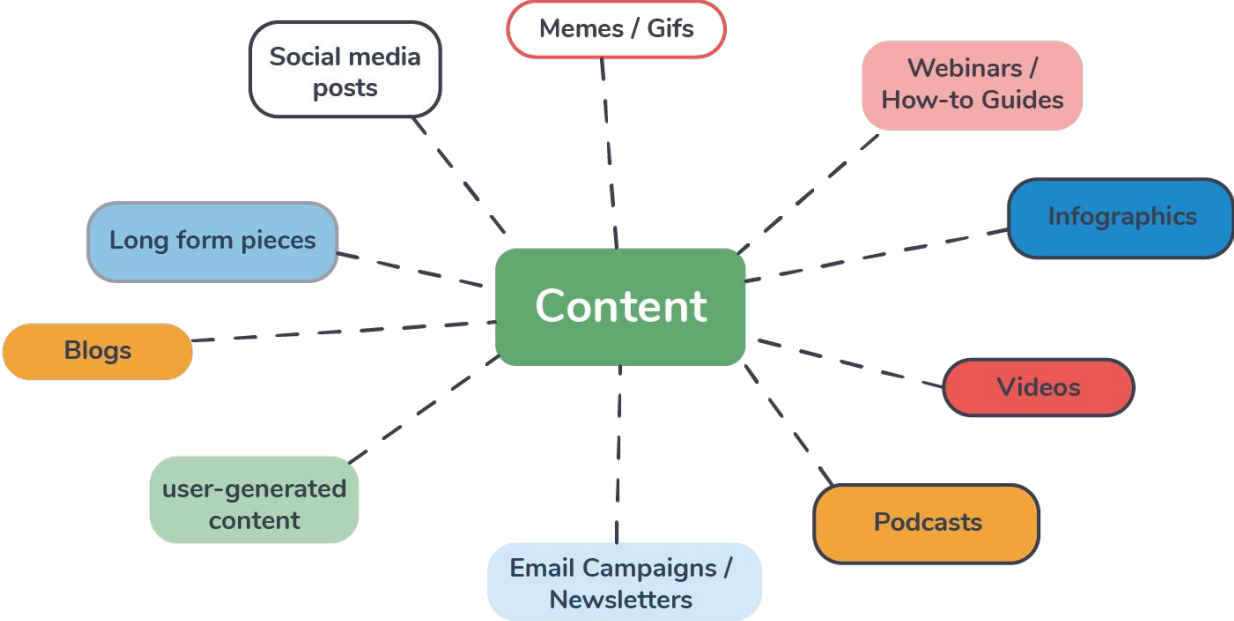 Memes / Gifs
Social media
posts
Webinars /
How-to Guides
Infographics
Long form pieces
Content
Blogs
Videos
user-generated
content
Podcasts
Email Campaigns /
Newsletters